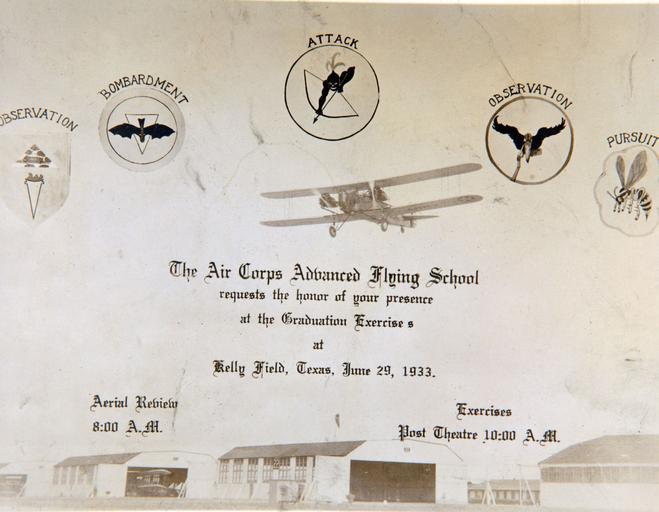 OBSERVATION
BOMBARDMENT
ATTACK
OBSERVATION
PURSUIT
The Air Corps Advanced Flying School
requests the honor of your presence
at the Graduation Exercises
at
Kelly Field, Texas, June 29, 1933.
Aerial Review
8:00 A.M.
Exercises
Post Theatre 10:00 A.M.